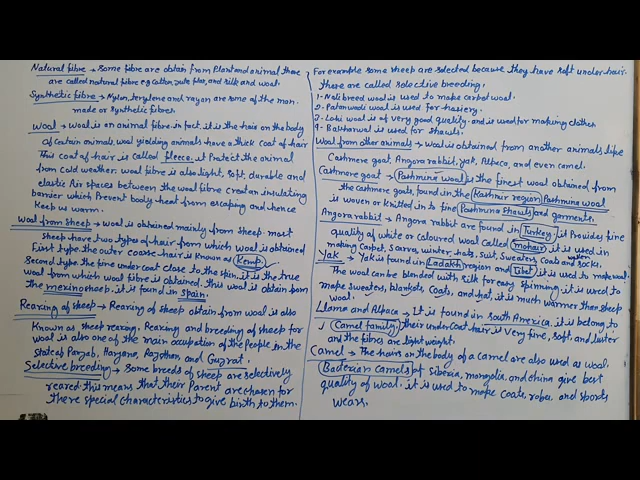 Natural fibre → Some fibre are obtain from Plant and animal these
are called natural fibre e.g cotton, jute flax, and silk and wool.
Synthetic fibre → Nylon, terylene and rayon are some of the man
made or synthetic fibres.
Wool → wool is an animal fibre in fact, it is the hair on the body
of certain animals. wool yielding animals have a thick coat of hair
This coat of hair is called fleece. it Protect the animal
from cold weather. wool fibre is also light, soft, durable and
elastic Air spaces between the wool fibre creat an insulating
barrier which Prevent body heat from escaping and hence
Keep us warm.
Wool from sheep → wool is obtained mainly from sheep. most
sheep have two types of hair from which wool is obtained
First type the outer coarse hair is known as Kemp.
Second type the fine under coat close to the skin, it is the true
wool from which wool fibre is obtained. This wool is obtain from
the merino sheep. it is found in Spain.
Rearing of sheep → Rearing of sheep obtain from wool is also
Known as sheep rearing. Rearing and breeding of sheep for
wool is also one of the main occupation of the People in the
State of Panjab, Haryana, Rajsthan and Gujrat.
Selective breeding → Some breeds of sheep are selectively
reared this means that their Parent are chosen for
there special characteristics to give birth to them.
For example some sheep are selected because they have soft under hair.
these are called selective breeding.
1- Nali breed wool is used to make carpet wool.
2- Patanwadi wool is used for hosiery.
3- Lohi wool is of very good quality. and is used for making clothes
4- Bakharwal is used for shawls.
Wool from other animals → wool is obtained from another animals like
Cashmere goat, Angora rabbit, yak, Alpaca, and even camel.
Cashmere goat → Pashmina wool is the finest wool obtained from
the cashmere goats, found in the Kashmir region Pashmina wool
is woven or knitted in to fine Pashmina Shawls and garments.
Angora rabbit → Angora rabbit are found in Turkey. it provides fine
quality of white or coloured wool called mohair it is used in
making Carpet, Sarees, winter, hats, suit, Sweaters, Coats and socks.
Yak → Yak is found in Ladakh region and Tibet it is used to make wool.
The wool can be blended with silk for easy spinning. it is used to
make sweaters, blankets, Coats, and that, it is much warmer than sheep
wool.
Llama and Alpaca → it is found in south America, it is belong to
Camel family. their under Coat hair is very fine, soft, and luster
and the fibres are light weight.
Camel → The hairs on the body of a camel are also used as wool.
Bacterian Camels of Siberia, mongolia, and china give best
quality of wool. it is used to make Coats, robes, and sports
wears.